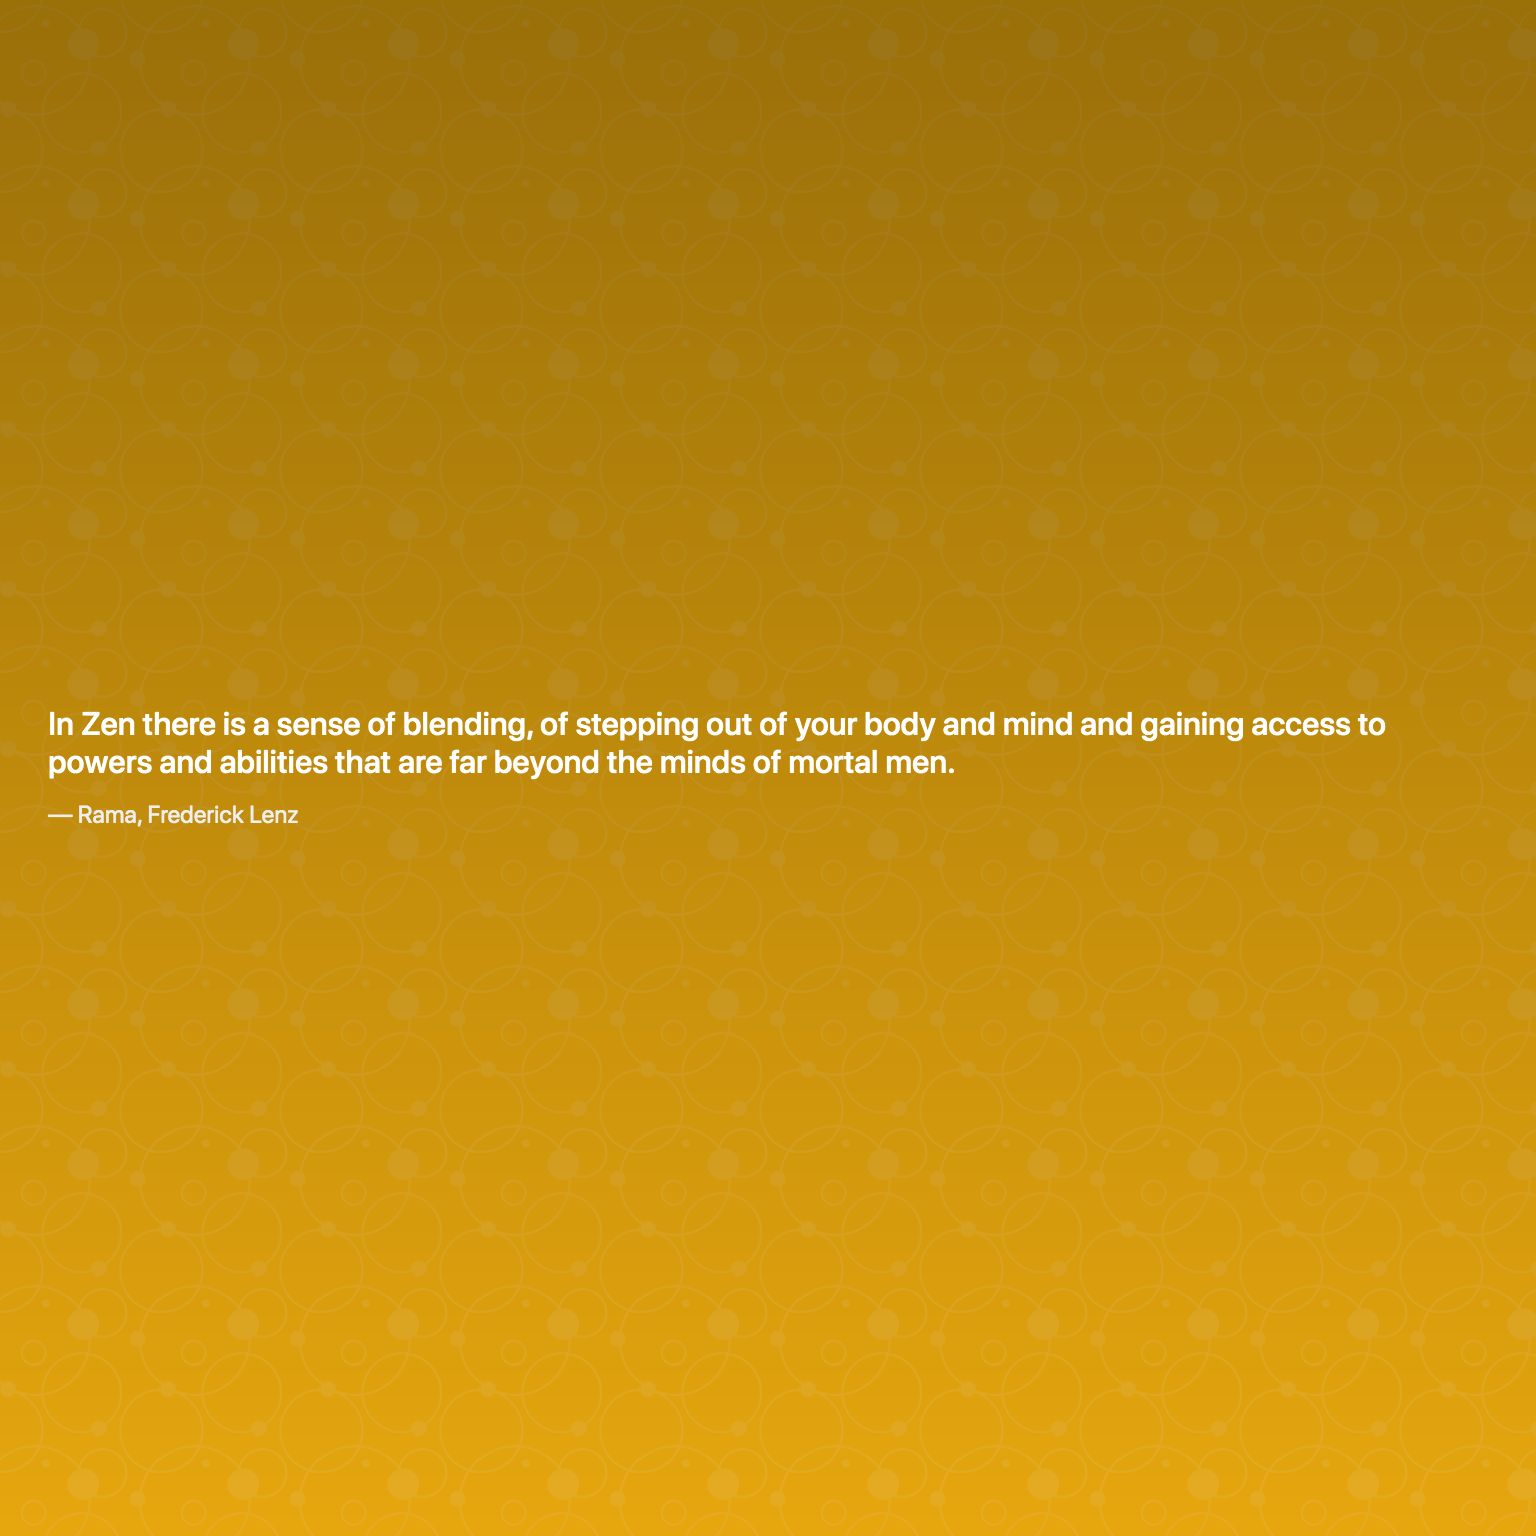 In Zen there is a sense of blending, of stepping out of your body and mind and gaining access to
powers and abilities that are far beyond the minds of mortal men.
— Rama, Frederick Lenz